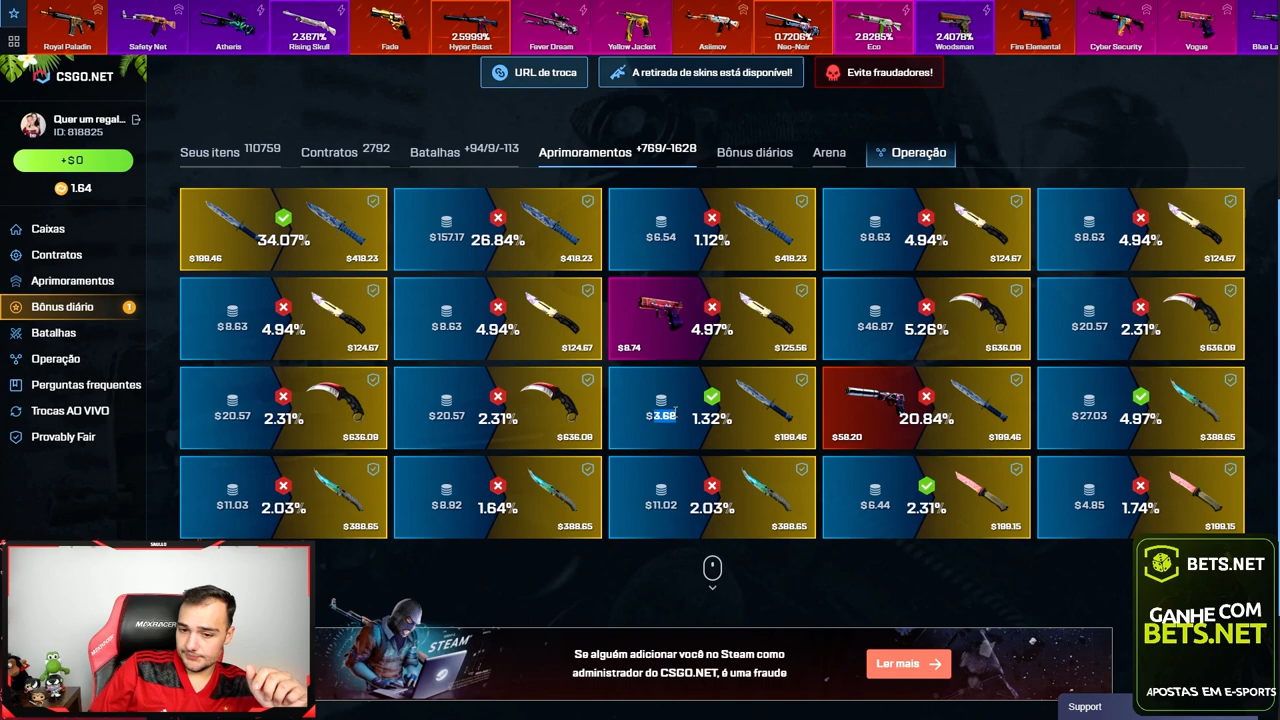 Royal Paladin
Safety Net
Atheris
2.3671%
Rising Skull
Fade
2.5999%
Hyper Beast
Fever Dream
Yellow Jacket
Asiimov
0.7206%
Neo-Noir
2.8285%
Eco
2.4078%
Woodsman
Fire Elemental
Cyber Security
Vogue
Blue La
CSGO.NET
URL de troca
A retirada de skins está disponível!
Evite fraudadores!
Quer um regal...
ID: 818825
+$0
1.64
Caixas
Contratos
Aprimoramentos
Bônus diário 1
Batalhas
Operação
Perguntas frequentes
Trocas AO VIVO
Provably Fair
Seus itens 110759
Contratos 2792
Batalhas +94/9/-113
Aprimoramentos +769/-1628
Bônus diários
Arena
Operação
34.07%
$199.46
$418.23
$157.17
26.84%
$418.23
$6.54
1.12%
$418.23
$8.63
4.94%
$124.67
$8.63
4.94%
$124.67
$8.63
4.94%
$124.67
$8.63
4.94%
$124.67
4.97%
$8.74
$125.56
$46.87
5.26%
$636.09
$20.57
2.31%
$636.09
$20.57
2.31%
$636.09
$20.57
2.31%
$636.09
$3.68
1.32%
$199.46
20.84%
$58.20
$199.46
$27.03
4.97%
$388.65
$11.03
2.03%
$388.65
$8.92
1.64%
$388.65
$11.02
2.03%
$388.65
$6.44
2.31%
$199.15
$4.85
1.74%
$199.15
MAXRACER
STEAM
Se alguém adicionar você no Steam como
administrador do CSGO.NET, é uma fraude
Ler mais
BETS.NET
GANHE COM
BETS.NET
APOSTAS EM E-SPORTS
Support